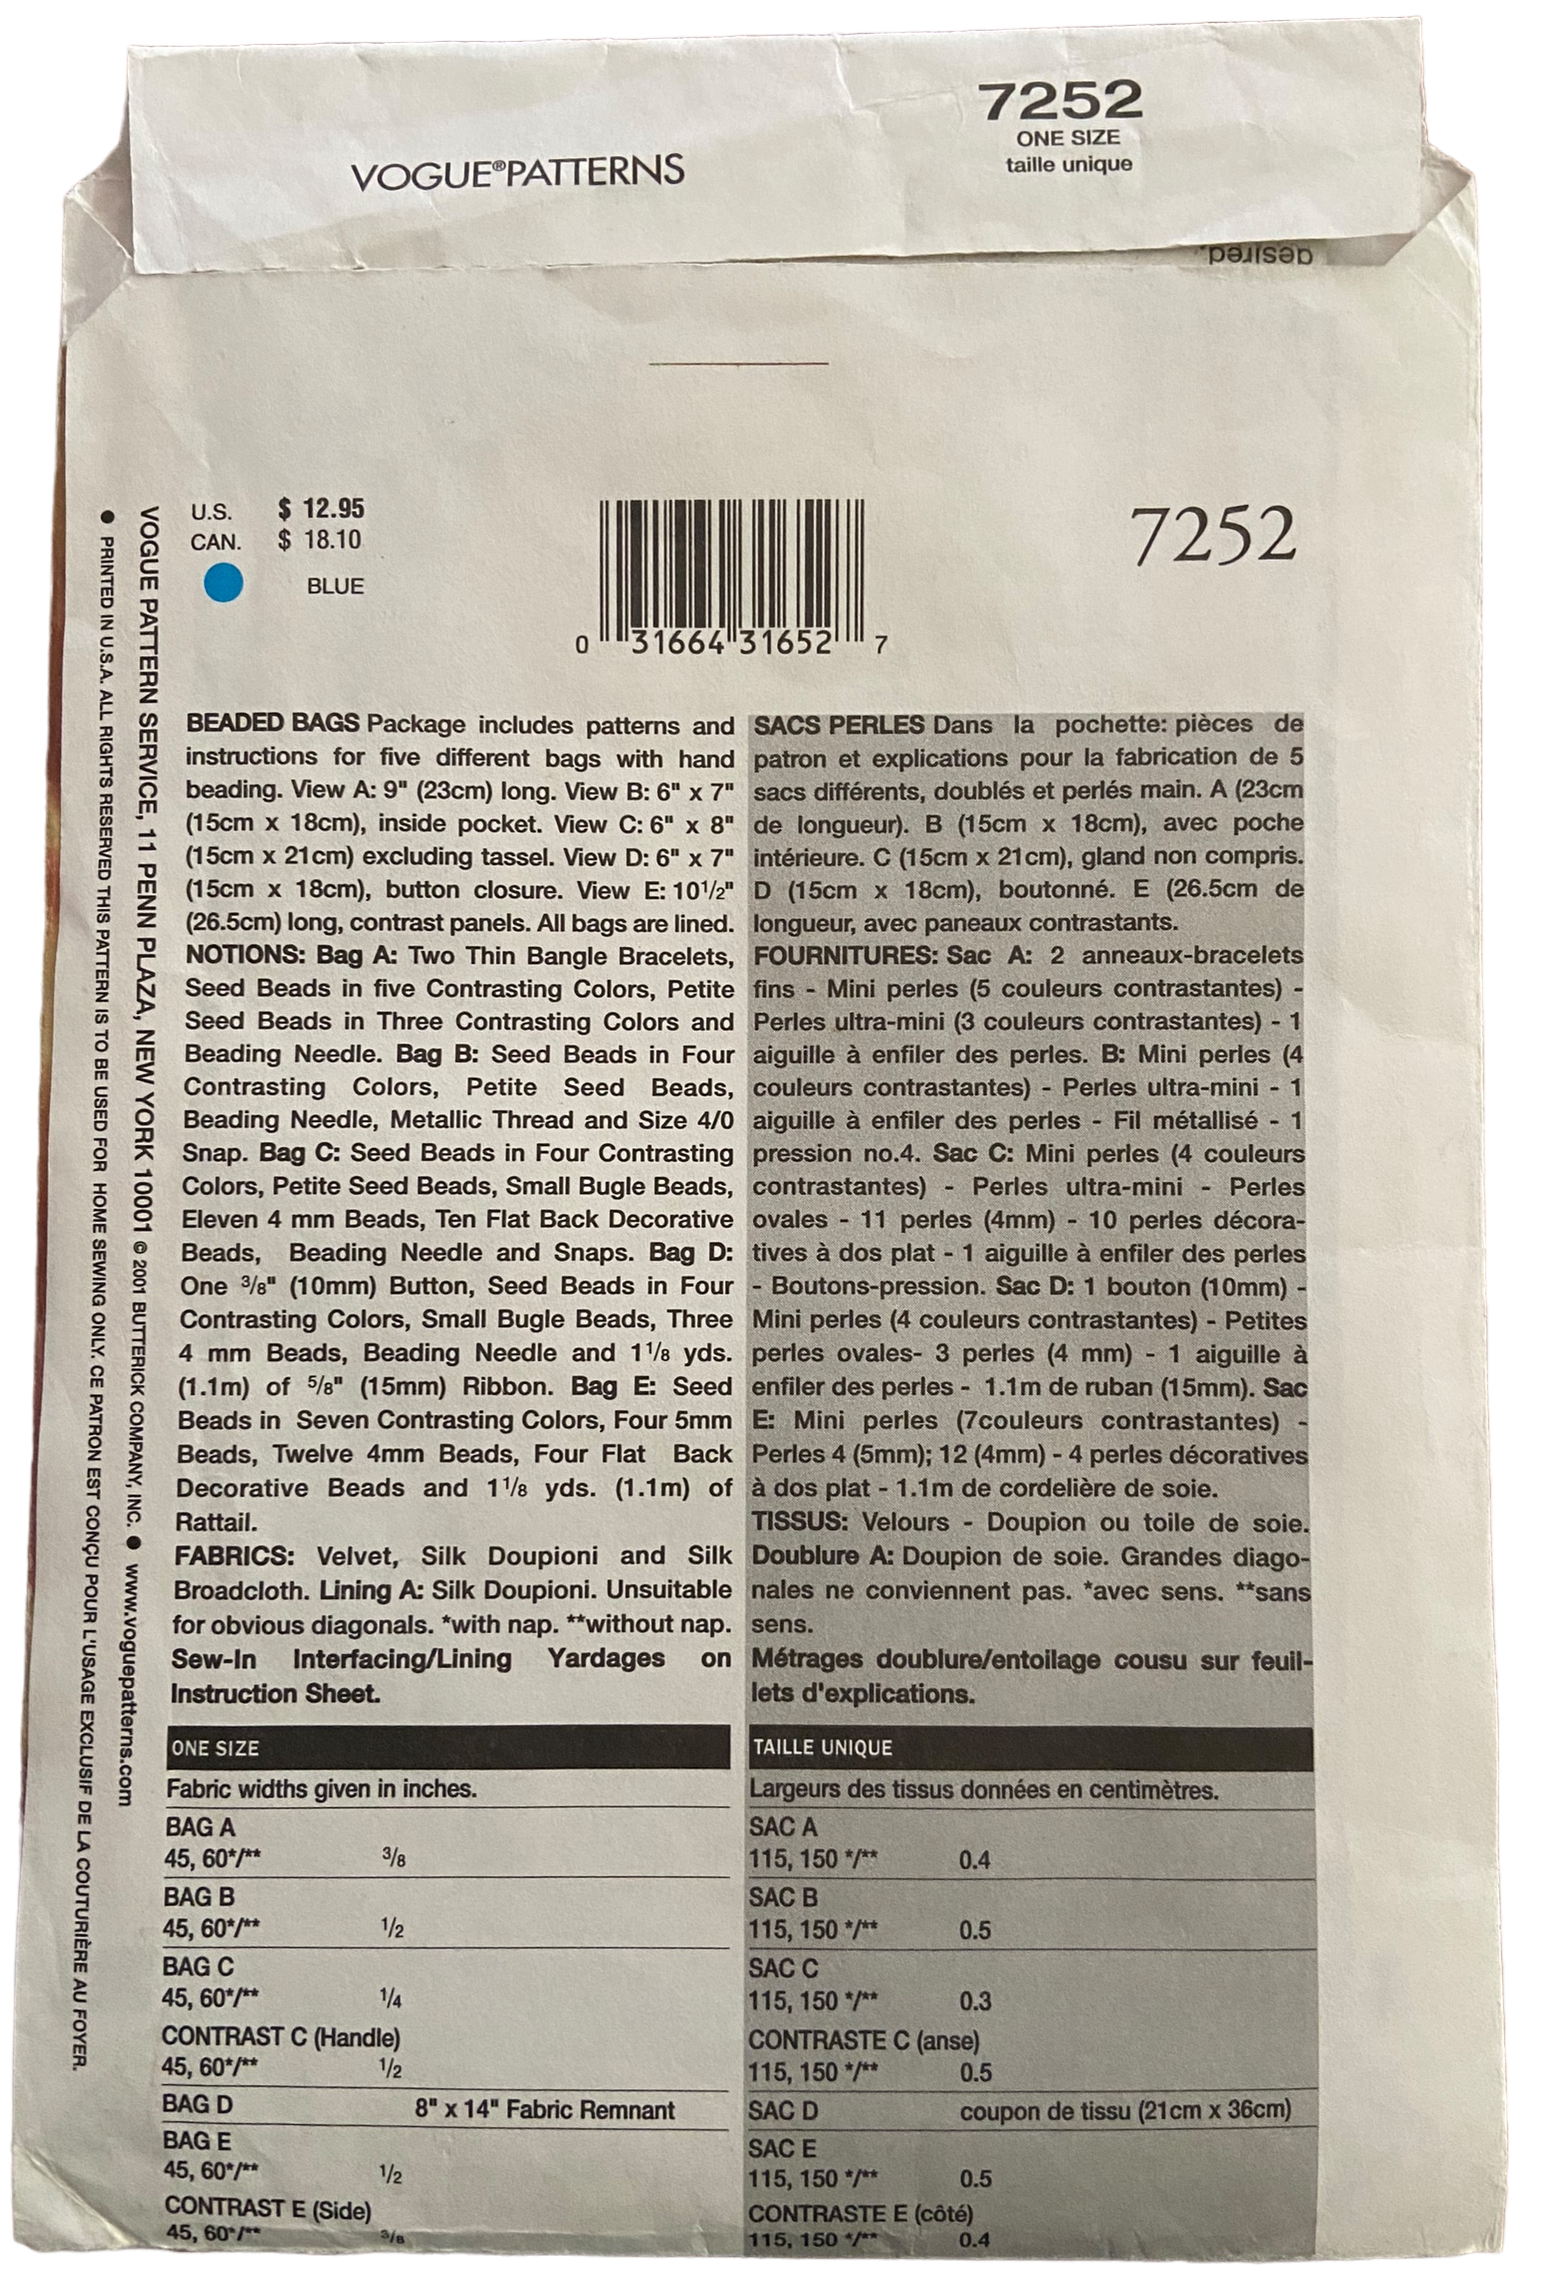 VOGUE®PATTERNS
7252
ONE SIZE
taille unique
desired.
U.S. $ 12.95
CAN. $ 18.10
BLUE
0 31664 31652 7
7252
VOGUE PATTERN SERVICE, 11 PENN PLAZA, NEW YORK 10001 © 2001 BUTTERICK COMPANY, INC. ● www.voguepatterns.com
● PRINTED IN U.S.A. ALL RIGHTS RESERVED THIS PATTERN IS TO BE USED FOR HOME SEWING ONLY. CE PATRON EST CONÇU POUR L'USAGE EXCLUSIF DE LA COUTURIÈRE AU FOYER.
BEADED BAGS Package includes patterns and
instructions for five different bags with hand
beading. View A: 9" (23cm) long. View B: 6" x 7"
(15cm x 18cm), inside pocket. View C: 6" x 8"
(15cm x 21cm) excluding tassel. View D: 6" x 7"
(15cm x 18cm), button closure. View E: 10 1/2"
(26.5cm) long, contrast panels. All bags are lined.
NOTIONS: Bag A: Two Thin Bangle Bracelets,
Seed Beads in five Contrasting Colors, Petite
Seed Beads in Three Contrasting Colors and
Beading Needle. Bag B: Seed Beads in Four
Contrasting Colors, Petite Seed Beads,
Beading Needle, Metallic Thread and Size 4/0
Snap. Bag C: Seed Beads in Four Contrasting
Colors, Petite Seed Beads, Small Bugle Beads,
Eleven 4 mm Beads, Ten Flat Back Decorative
Beads, Beading Needle and Snaps. Bag D:
One 3/8" (10mm) Button, Seed Beads in Four
Contrasting Colors, Small Bugle Beads, Three
4 mm Beads, Beading Needle and 1 1/8 yds.
(1.1m) of 5/8" (15mm) Ribbon. Bag E: Seed
Beads in Seven Contrasting Colors, Four 5mm
Beads, Twelve 4mm Beads, Four Flat Back
Decorative Beads and 1 1/8 yds. (1.1m) of
Rattail.
FABRICS: Velvet, Silk Doupioni and Silk
Broadcloth. Lining A: Silk Doupioni. Unsuitable
for obvious diagonals. *with nap. **without nap.
Sew-In Interfacing/Lining Yardages on
Instruction Sheet.
SACS PERLES Dans la pochette: pièces de
patron et explications pour la fabrication de 5
sacs différents, doublés et perlés main. A (23cm
de longueur). B (15cm x 18cm), avec poche
intérieure. C (15cm x 21cm), gland non compris.
D (15cm x 18cm), boutonné. E (26.5cm de
longueur, avec paneaux contrastants.
FOURNITURES: Sac A: 2 anneaux-bracelets
fins - Mini perles (5 couleurs contrastantes) -
Perles ultra-mini (3 couleurs contrastantes) - 1
aiguille à enfiler des perles. B: Mini perles (4
couleurs contrastantes) - Perles ultra-mini - 1
aiguille à enfiler des perles - Fil métallisé - 1
pression no.4. Sac C: Mini perles (4 couleurs
contrastantes) - Perles ultra-mini - Perles
ovales - 11 perles (4mm) - 10 perles décora-
tives à dos plat - 1 aiguille à enfiler des perles
- Boutons-pression. Sac D: 1 bouton (10mm) -
Mini perles (4 couleurs contrastantes) - Petites
perles ovales- 3 perles (4 mm) - 1 aiguille à
enfiler des perles - 1.1m de ruban (15mm). Sac
E: Mini perles (7couleurs contrastantes) -
Perles 4 (5mm); 12 (4mm) - 4 perles décoratives
à dos plat - 1.1m de cordelière de soie.
TISSUS: Velours - Doupion ou toile de soie.
Doublure A: Doupion de soie. Grandes diago-
nales ne conviennent pas. *avec sens. **sans
sens.
Métrages doublure/entoilage cousu sur feuil-
lets d'explications.
ONE SIZE
Fabric widths given in inches.
BAG A
45, 60*/** 3/8
BAG B
45, 60*/** 1/2
BAG C
45, 60*/** 1/4
CONTRAST C (Handle)
45, 60*/** 1/2
BAG D 8" x 14" Fabric Remnant
BAG E
45, 60*/** 1/2
CONTRAST E (Side)
45, 60*/** 3/8
TAILLE UNIQUE
Largeurs des tissus données en centimètres.
SAC A
115, 150 */** 0.4
SAC B
115, 150 */** 0.5
SAC C
115, 150 */** 0.3
CONTRASTE C (anse)
115, 150 */** 0.5
SAC D coupon de tissu (21cm x 36cm)
SAC E
115, 150 */** 0.5
CONTRASTE E (côté)
115, 150 */** 0.4